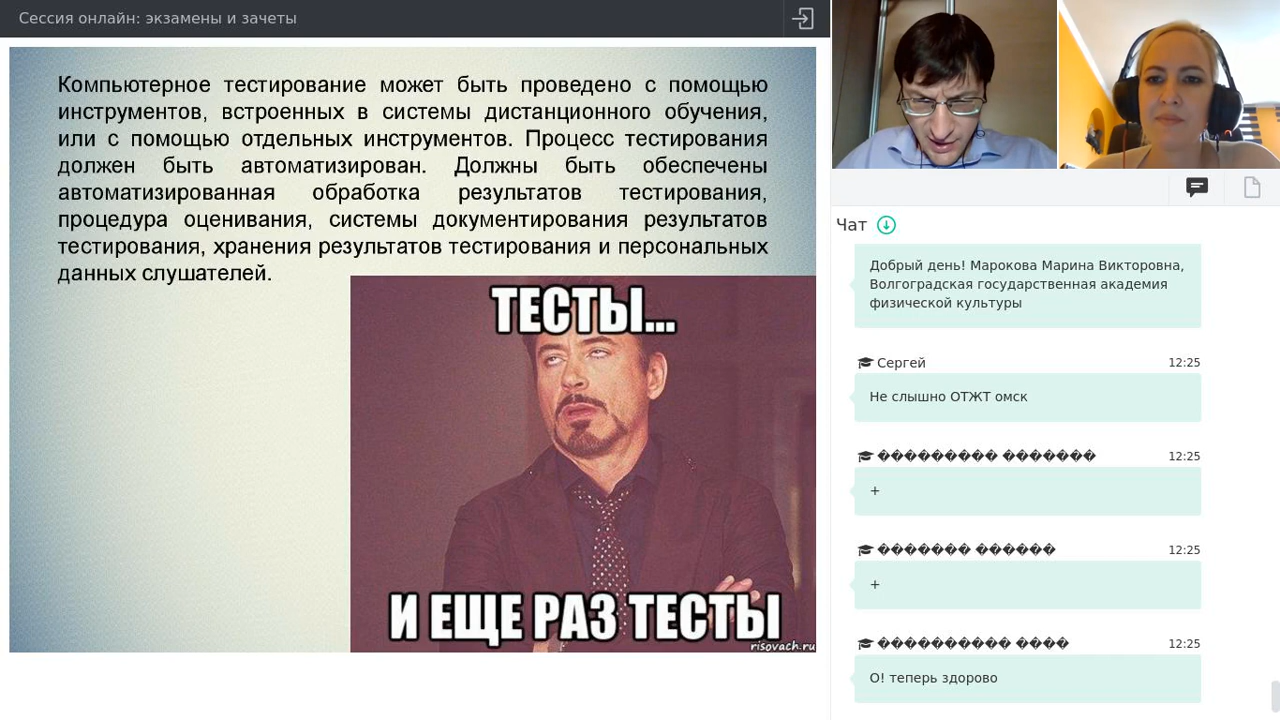 Сессия онлайн: экзамены и зачеты
Компьютерное тестирование может быть проведено с помощью
инструментов, встроенных в системы дистанционного обучения,
или с помощью отдельных инструментов. Процесс тестирования
должен быть автоматизирован. Должны быть обеспечены
автоматизированная обработка результатов тестирования,
процедура оценивания, системы документирования результатов
тестирования, хранения результатов тестирования и персональных
данных слушателей.
ТЕСТЫ...
И ЕЩЕ РАЗ ТЕСТЫ
risovach.ru
Чат
Добрый день! Марокова Марина Викторовна,
Волгоградская государственная академия
физической культуры
Сергей 12:25
Не слышно ОТЖТ омск
��������� ������� 12:25
+
������� ������ 12:25
+
���������� ���� 12:25
О! теперь здорово